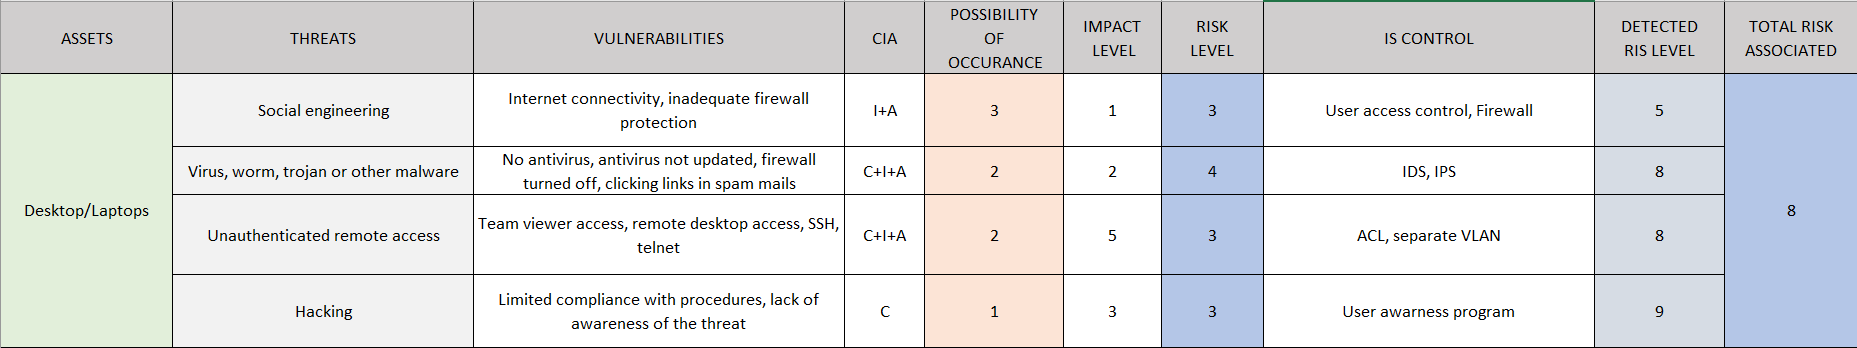 ASSETS
THREATS
VULNERABILITIES
CIA
POSSIBILITY
OF
OCCURANCE
IMPACT
LEVEL
RISK
LEVEL
IS CONTROL
DETECTED
RIS LEVEL
TOTAL RISK
ASSOCIATED
Desktop/Laptops
Social engineering
Internet connectivity, inadequate firewall
protection
I+A
3
1
3
User access control, Firewall
5
Virus, worm, trojan or other malware
No antivirus, antivirus not updated, firewall
turned off, clicking links in spam mails
C+I+A
2
2
4
IDS, IPS
8
Unauthenticated remote access
Team viewer access, remote desktop access, SSH,
telnet
C+I+A
2
5
3
ACL, separate VLAN
8
Hacking
Limited compliance with procedures, lack of
awareness of the threat
C
1
3
3
User awarness program
9
8